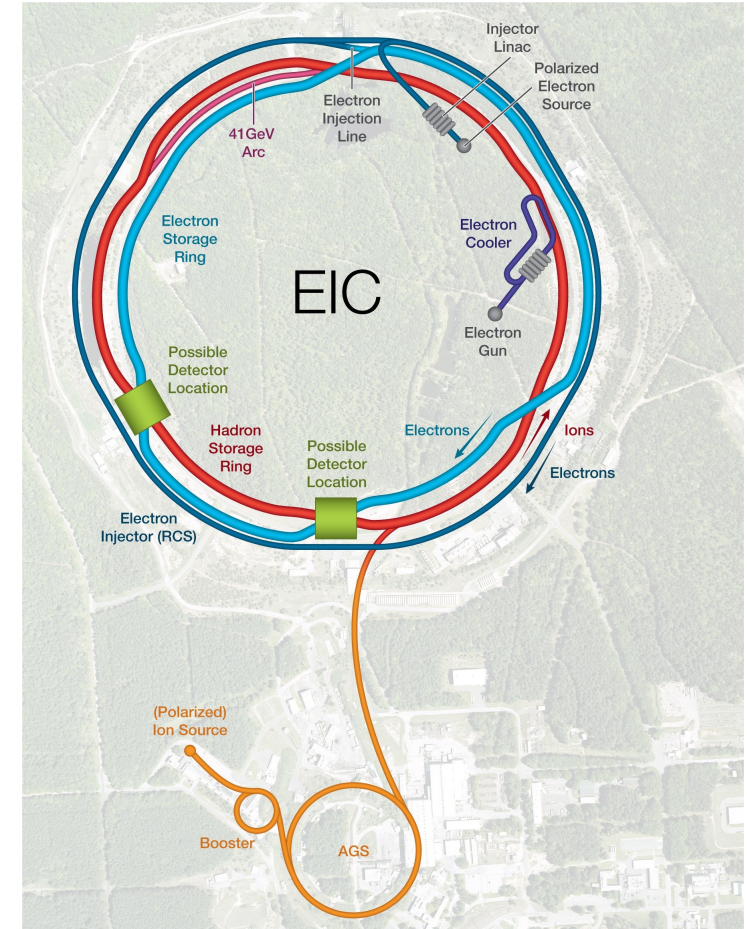 Injector
Linac
Polarized
Electron
Source
Electron
Injection
Line
41GeV
Arc
Electron
Storage
Ring
Electron
Cooler
EIC
Electron
Gun
Possible
Detector
Location
Hadron
Storage
Ring
Possible
Detector
Location
Electrons
Ions
Electrons
Electron
Injector (RCS)
(Polarized)
Ion Source
Booster
AGS